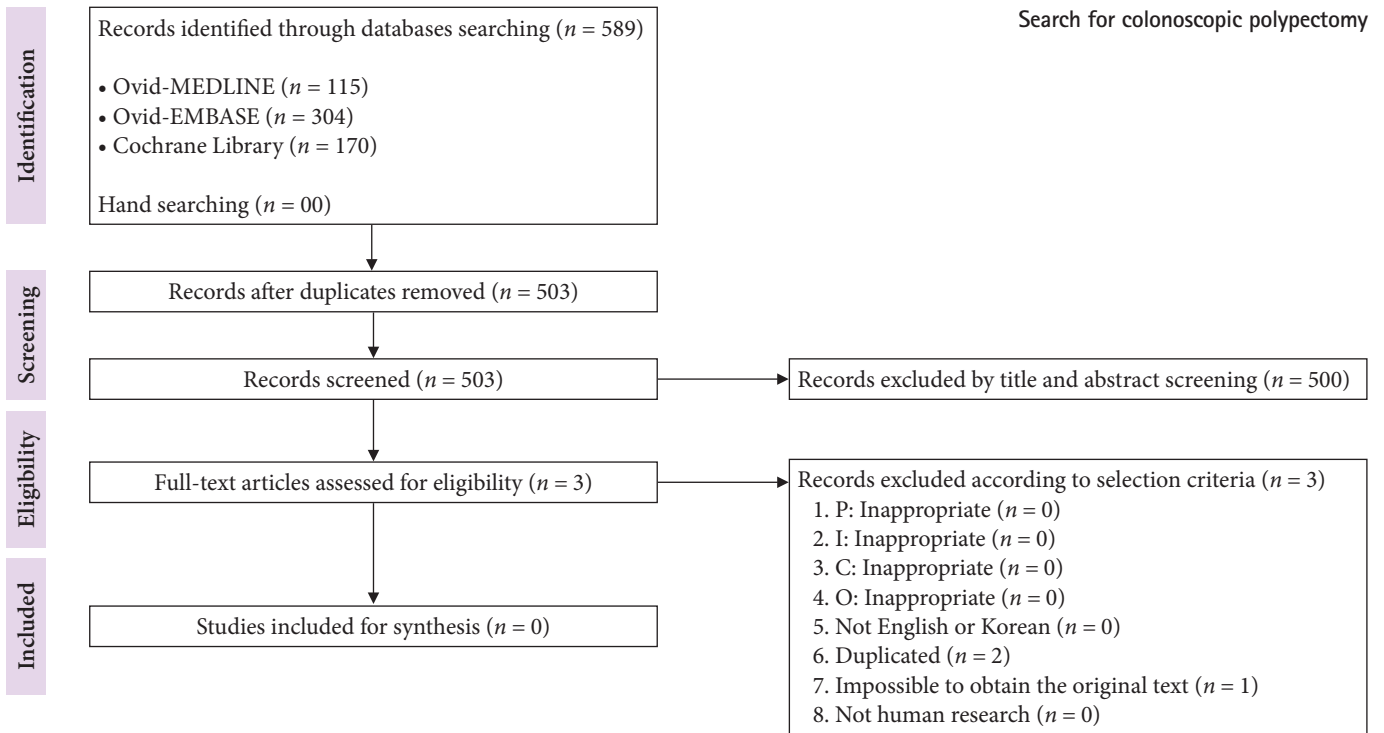 Search for colonoscopic polypectomy
Identification
Records identified through databases searching (n = 589)
• Ovid-MEDLINE (n = 115)
• Ovid-EMBASE (n = 304)
• Cochrane Library (n = 170)
Hand searching (n = 00)
Screening
Records after duplicates removed (n = 503)
Records screened (n = 503)
Records excluded by title and abstract screening (n = 500)
Eligibility
Full-text articles assessed for eligibility (n = 3)
Records excluded according to selection criteria (n = 3)
1. P: Inappropriate (n = 0)
2. I: Inappropriate (n = 0)
3. C: Inappropriate (n = 0)
4. O: Inappropriate (n = 0)
5. Not English or Korean (n = 0)
6. Duplicated (n = 2)
7. Impossible to obtain the original text (n = 1)
8. Not human research (n = 0)
Included
Studies included for synthesis (n = 0)